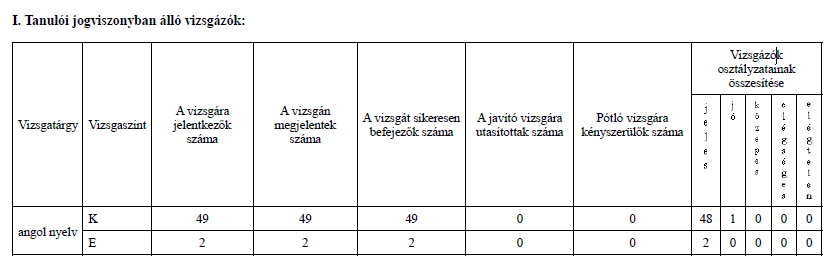 I. Tanulói jogviszonyban álló vizsgázók:
Vizsgatárgy
Vizsgaszint
A vizsgára
jelentkezők
száma
A vizsgán
megjelentek
száma
A vizsgát sikeresen
befejezők száma
A javító vizsgára
utasítottak száma
Pótló vizsgára
kényszerülők száma
Vizsgázók
osztályzatainak
összesítése
jeles
jó
közepes
elégséges
elégtelen
angol nyelv
K 49 49 49 0 0 48 1 0 0 0
E 2 2 2 0 0 2 0 0 0 0